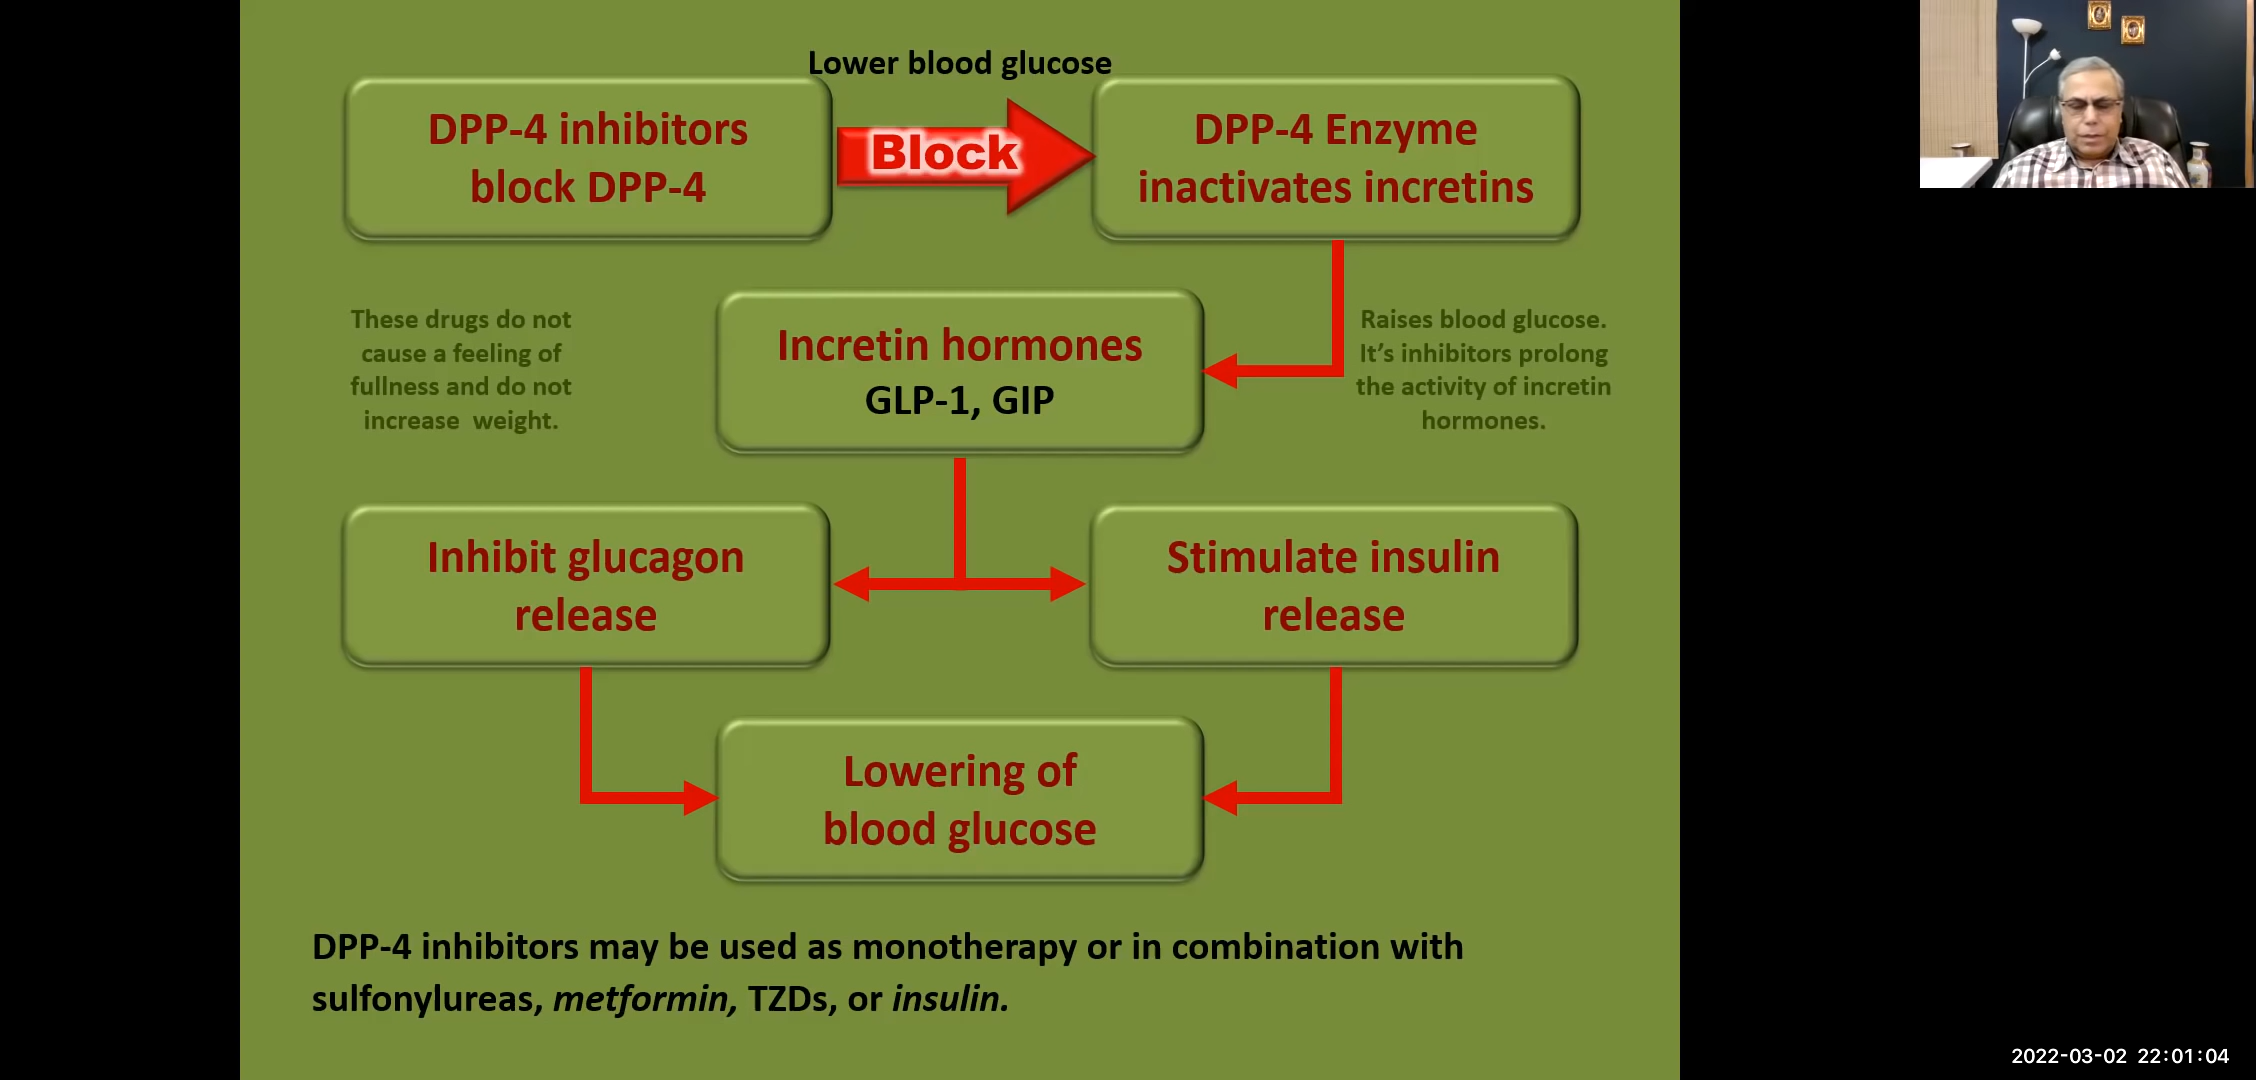 Lower blood glucose
DPP-4 inhibitors
block DPP-4
Block
DPP-4 Enzyme
inactivates incretins
These drugs do not
cause a feeling of
fullness and do not
increase  weight.
Incretin hormones
GLP-1, GIP
Raises blood glucose.
It’s inhibitors prolong
the activity of incretin
hormones.
Inhibit glucagon
release
Stimulate insulin
release
Lowering of
blood glucose
DPP-4 inhibitors may be used as monotherapy or in combination with
sulfonylureas, metformin, TZDs, or insulin.
2022-03-02 22:01:04